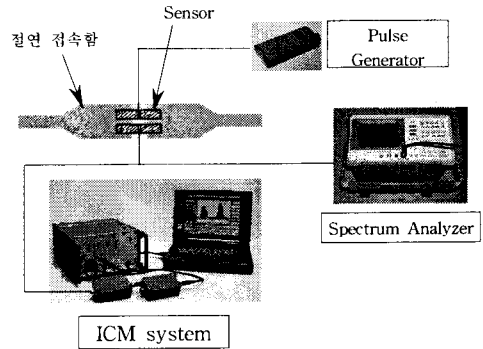 Sensor
절연 접속함
Pulse
Generator
Spectrum Analyzer
ICM system